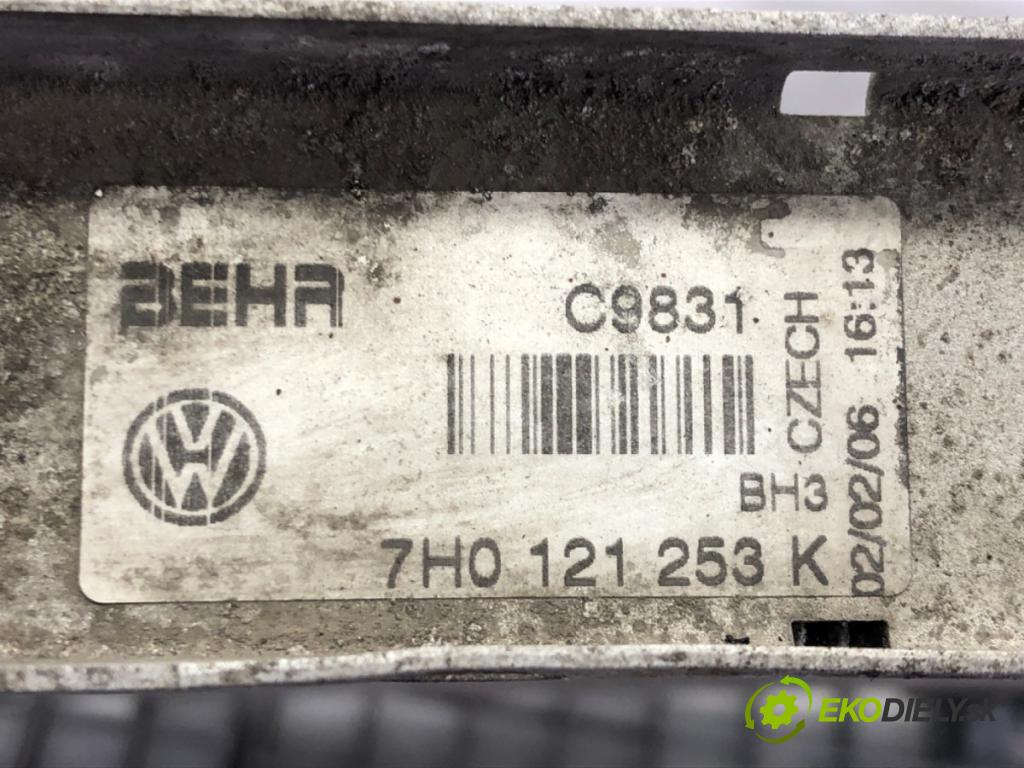 BEHR
C9831
CZECH
02/02/06 16:13
BH3
7H0 121 253 K
EKODIELY.sk